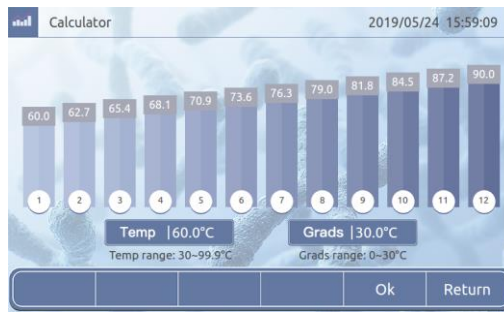 Calculator 2019/05/24 15:59:09
60.0 62.7 65.4 68.1 70.9 73.6 76.3 79.0 81.8 84.5 87.2 90.0
1 2 3 4 5 6 7 8 9 10 11 12
Temp |60.0°C Grads |30.0°C
Temp range: 30~99.9°C Grads range: 0~30°C
Ok Return